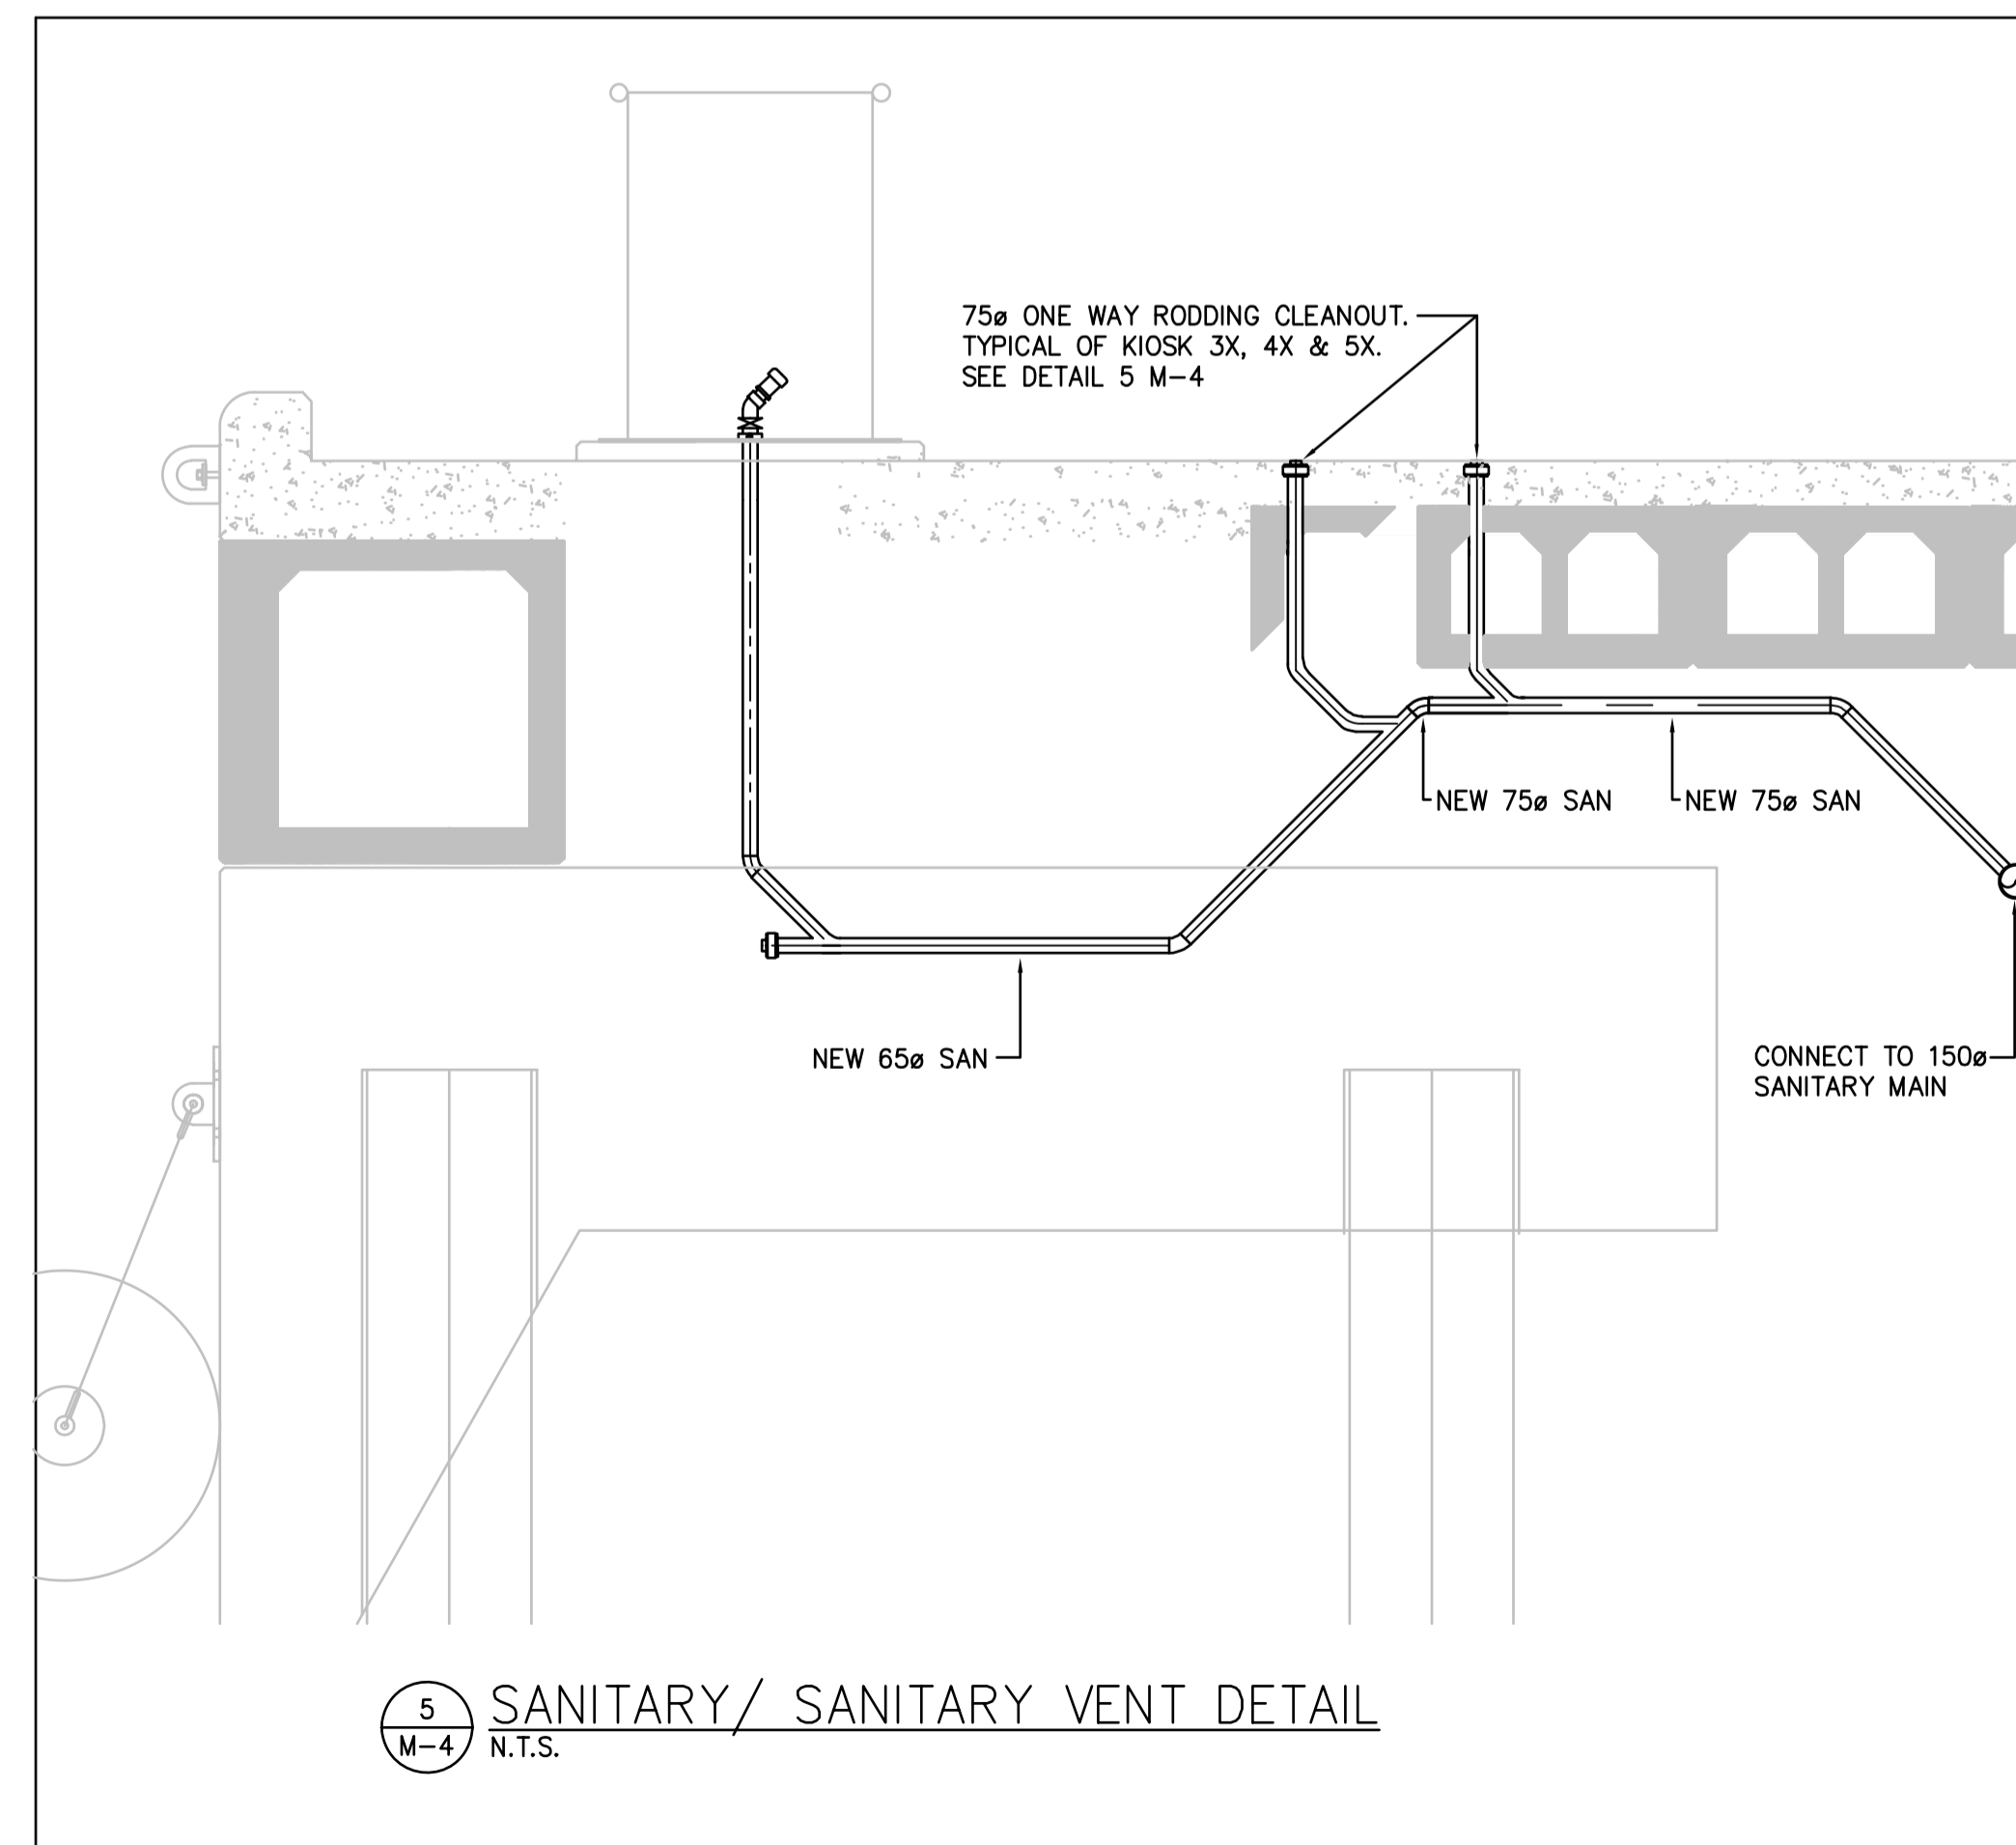 75ø ONE WAY RODDING CLEANOUT.
TYPICAL OF KIOSK 3X, 4X & 5X.
SEE DETAIL 5 M-4
NEW 75ø SAN
NEW 75ø SAN
NEW 65ø SAN
CONNECT TO 150ø
SANITARY MAIN
5
M-4
SANITARY/ SANITARY VENT DETAIL
N.T.S.